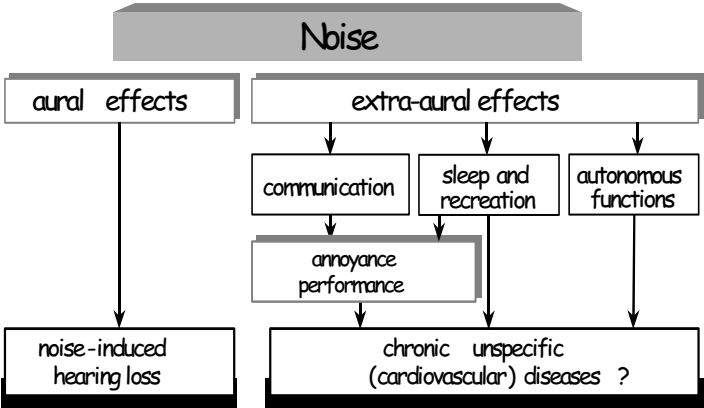 Noise
aural effects
extra-aural effects
communication
sleep and
recreation
autonomous
functions
annoyance
performance
noise-induced
hearing loss
chronic unspecific
(cardiovascular) diseases ?